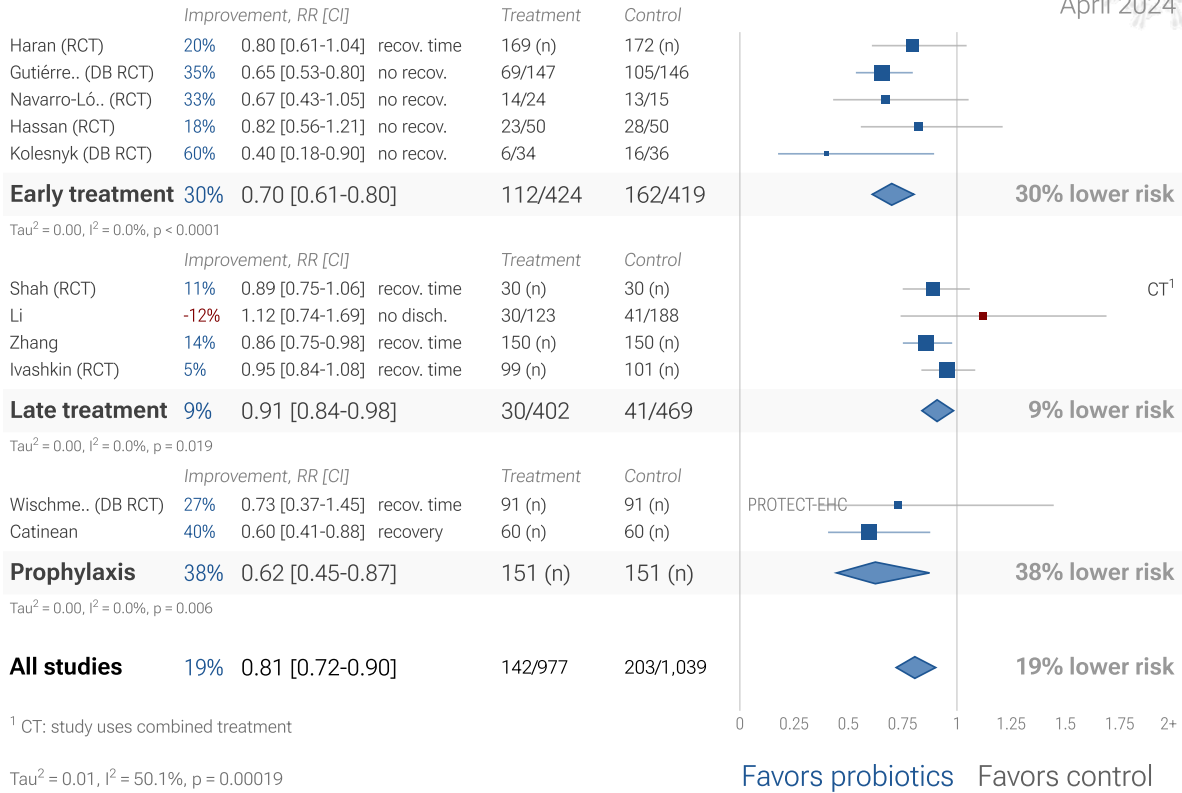 April 2024
Improvement, RR [CI] Treatment Control
Haran (RCT) 20% 0.80 [0.61-1.04] recov. time 169 (n) 172 (n)
Gutiérre.. (DB RCT) 35% 0.65 [0.53-0.80] no recov. 69/147 105/146
Navarro-Ló.. (RCT) 33% 0.67 [0.43-1.05] no recov. 14/24 13/15
Hassan (RCT) 18% 0.82 [0.56-1.21] no recov. 23/50 28/50
Kolesnyk (DB RCT) 60% 0.40 [0.18-0.90] no recov. 6/34 16/36
Early treatment 30% 0.70 [0.61-0.80] 112/424 162/419 30% lower risk
Tau² = 0.00, I² = 0.0%, p < 0.0001
Improvement, RR [CI] Treatment Control
Shah (RCT) 11% 0.89 [0.75-1.06] recov. time 30 (n) 30 (n) CT¹
Li -12% 1.12 [0.74-1.69] no disch. 30/123 41/188
Zhang 14% 0.86 [0.75-0.98] recov. time 150 (n) 150 (n)
Ivashkin (RCT) 5% 0.95 [0.84-1.08] recov. time 99 (n) 101 (n)
Late treatment 9% 0.91 [0.84-0.98] 30/402 41/469 9% lower risk
Tau² = 0.00, I² = 0.0%, p = 0.019
Improvement, RR [CI] Treatment Control
Wischme.. (DB RCT) 27% 0.73 [0.37-1.45] recov. time 91 (n) 91 (n) PROTECT-EHC
Catinean 40% 0.60 [0.41-0.88] recovery 60 (n) 60 (n)
Prophylaxis 38% 0.62 [0.45-0.87] 151 (n) 151 (n) 38% lower risk
Tau² = 0.00, I² = 0.0%, p = 0.006
All studies 19% 0.81 [0.72-0.90] 142/977 203/1,039 19% lower risk
¹ CT: study uses combined treatment
0 0.25 0.5 0.75 1 1.25 1.5 1.75 2+
Tau² = 0.01, I² = 50.1%, p = 0.00019
Favors probiotics Favors control